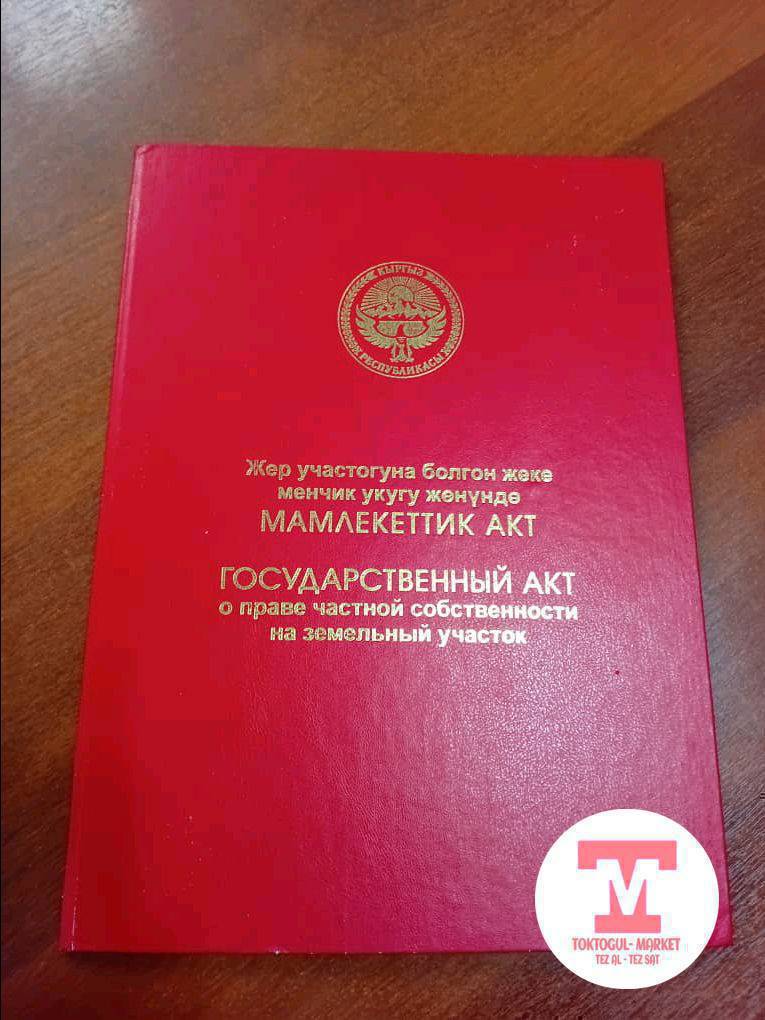 КЫРГЫЗ
РЕСПУБЛИКАСЫ
Жер участогуна болгон жеке
менчик укугу жөнүндө
МАМЛЕКЕТТИК АКТ
ГОСУДАРСТВЕННЫЙ АКТ
о праве частной собственности
на земельный участок
TM
TOKTOGUL- MARKET
TEZ AL - TEZ SAT